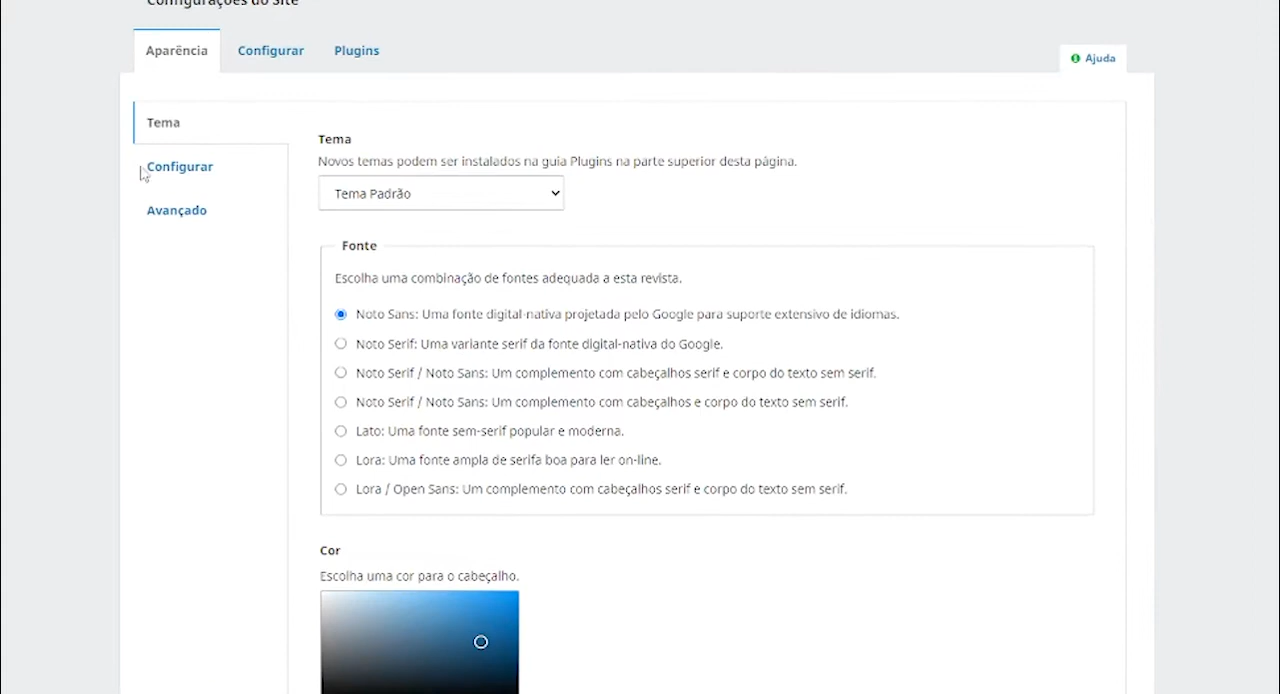 Configurações do Site
Aparência
Configurar
Plugins
Ajuda
Tema
Configurar
Avançado
Tema
Novos temas podem ser instalados na guia Plugins na parte superior desta página.
Tema Padrão
Fonte
Escolha uma combinação de fontes adequada a esta revista.
Noto Sans: Uma fonte digital-nativa projetada pelo Google para suporte extensivo de idiomas.
Noto Serif: Uma variante serif da fonte digital-nativa do Google.
Noto Serif / Noto Sans: Um complemento com cabeçalhos serif e corpo do texto sem serif.
Noto Serif / Noto Sans: Um complemento com cabeçalhos e corpo do texto sem serif.
Lato: Uma fonte sem-serif popular e moderna.
Lora: Uma fonte ampla de serifa boa para ler on-line.
Lora / Open Sans: Um complemento com cabeçalhos serif e corpo do texto sem serif.
Cor
Escolha uma cor para o cabeçalho.